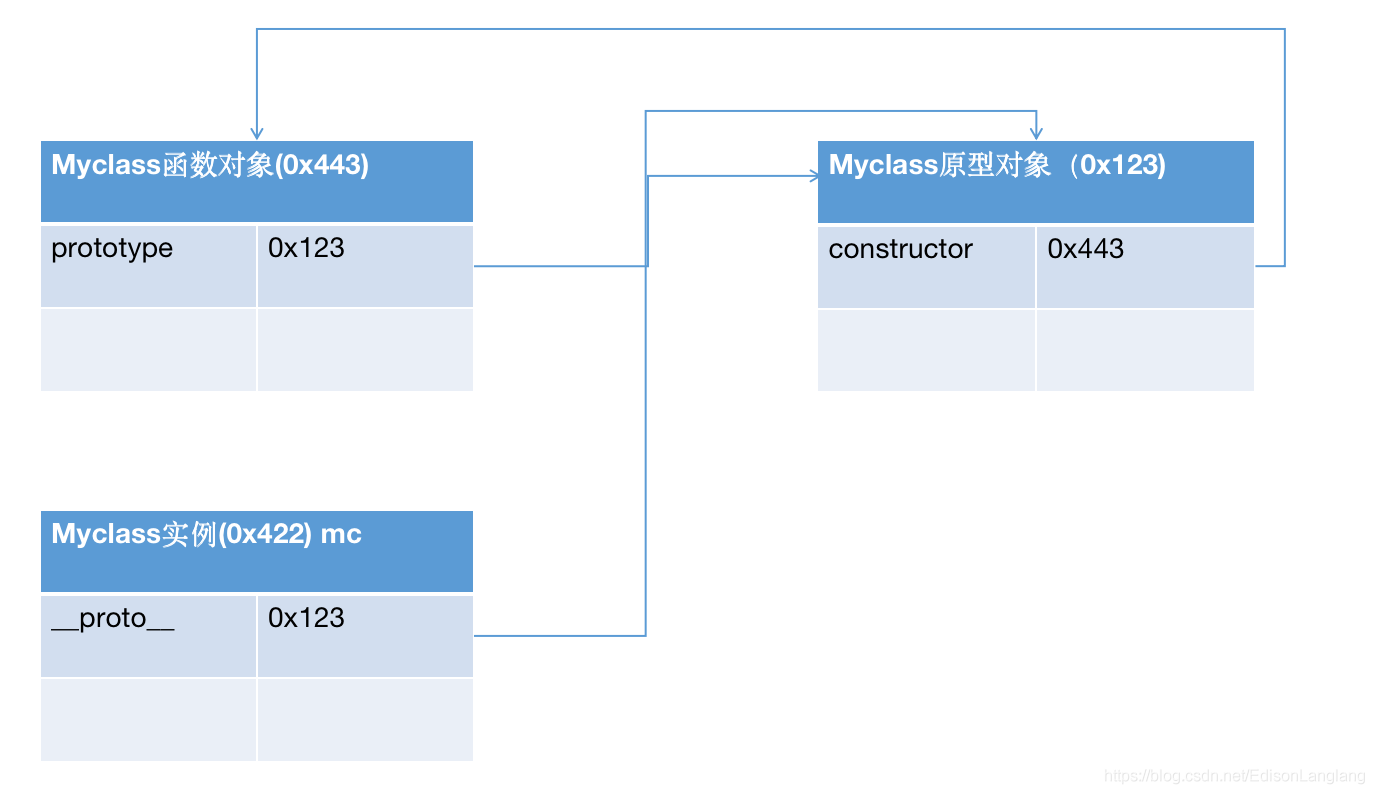 Myclass函数对象(0x443)
prototype 0x123
Myclass原型对象（0x123)
constructor 0x443
Myclass实例(0x422) mc
__proto__ 0x123
https://blog.csdn.net/EdisonLanglang